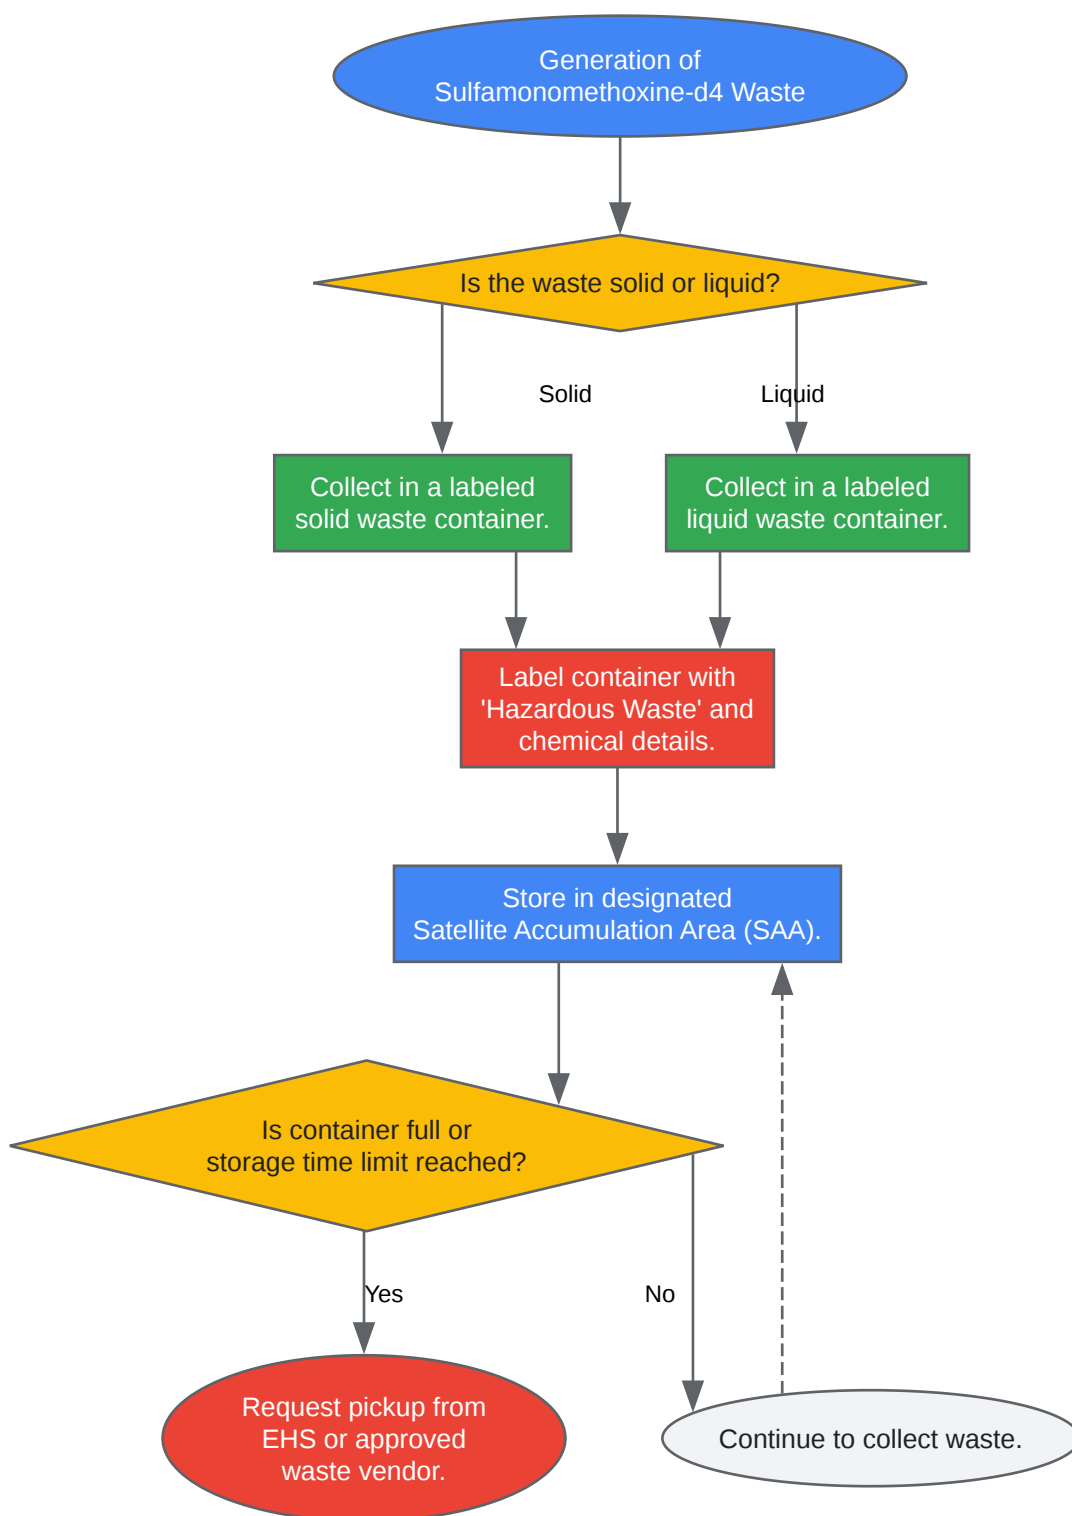 Generation of
Sulfamonomethoxine-d4 Waste
Is the waste solid or liquid?
Solid
Liquid
Collect in a labeled
solid waste container.
Collect in a labeled
liquid waste container.
Label container with
'Hazardous Waste' and
chemical details.
Store in designated
Satellite Accumulation Area (SAA).
Is container full or
storage time limit reached?
Yes
No
Request pickup from
EHS or approved
waste vendor.
Continue to collect waste.